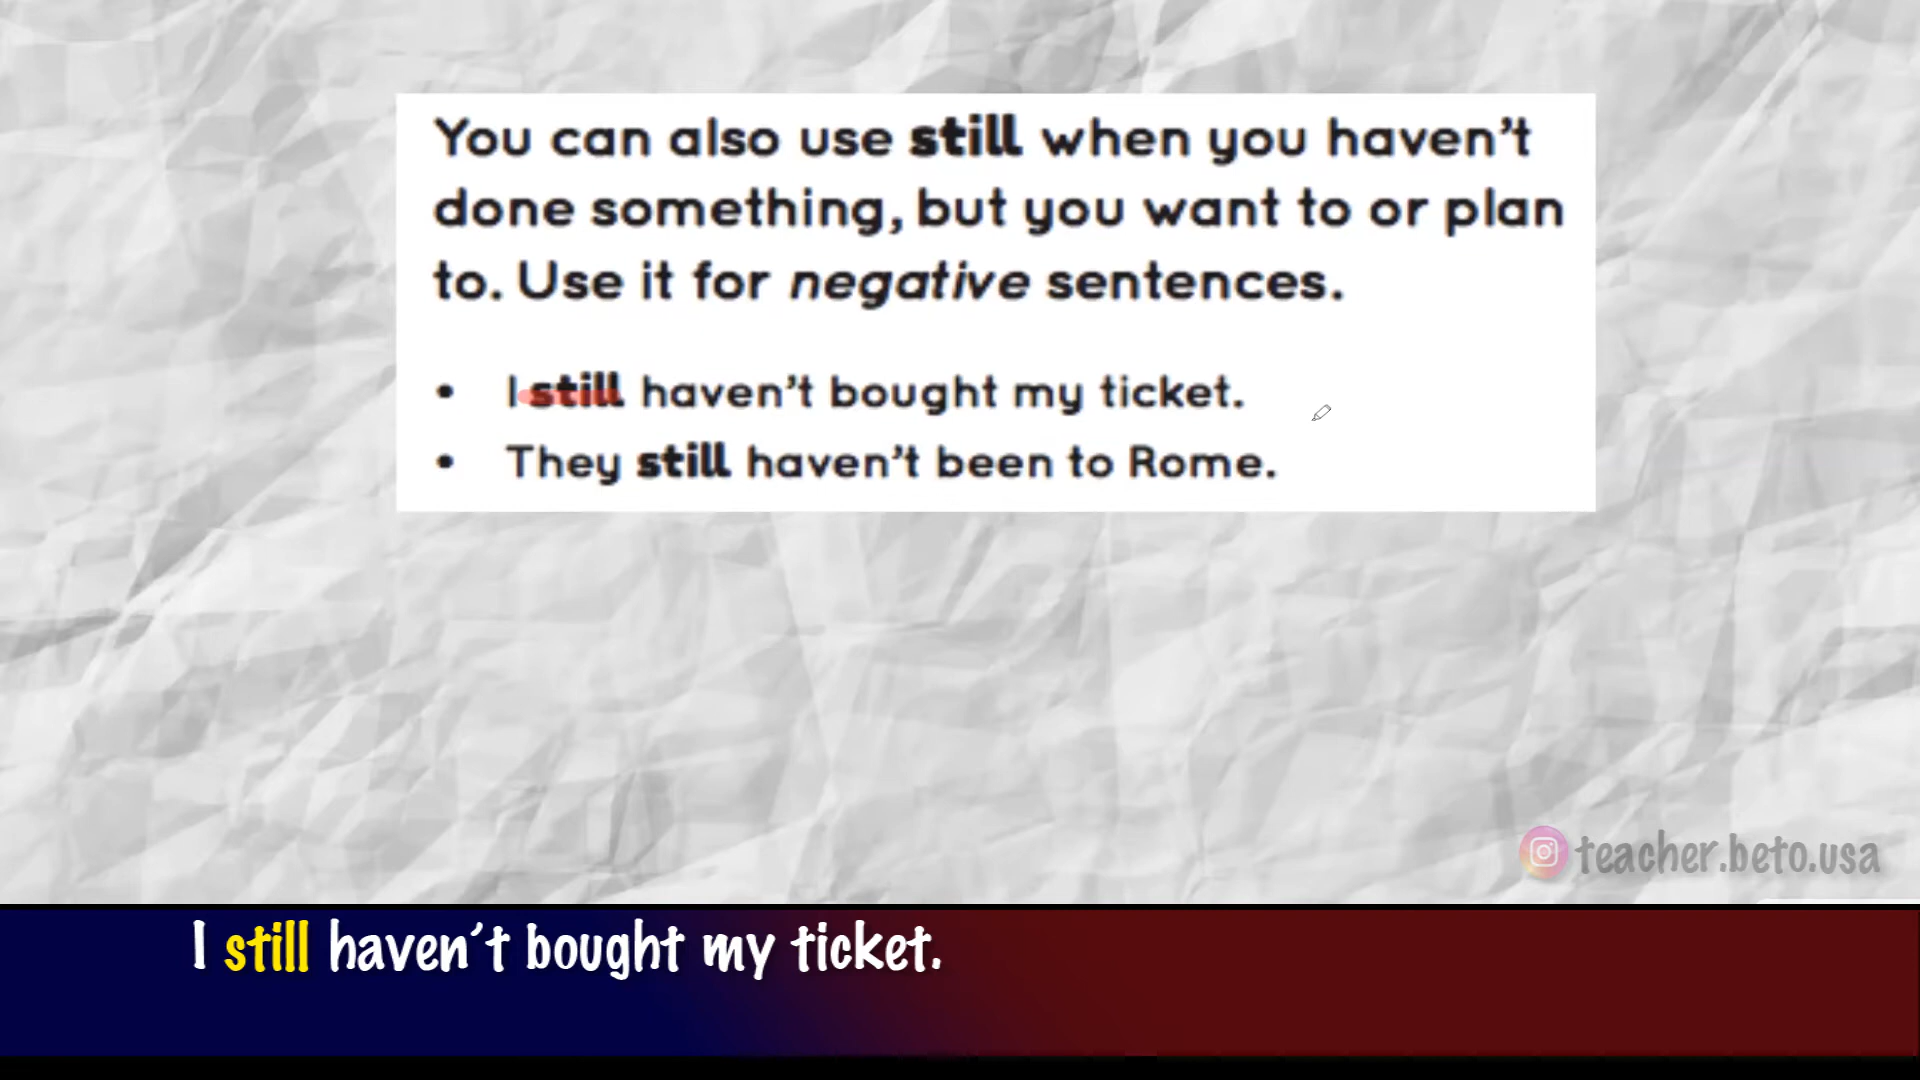 You can also use still when you haven't
done something, but you want to or plan
to. Use it for negative sentences.
• I still haven't bought my ticket.
• They still haven't been to Rome.
teacher.beto.usa
I still haven't bought my ticket.